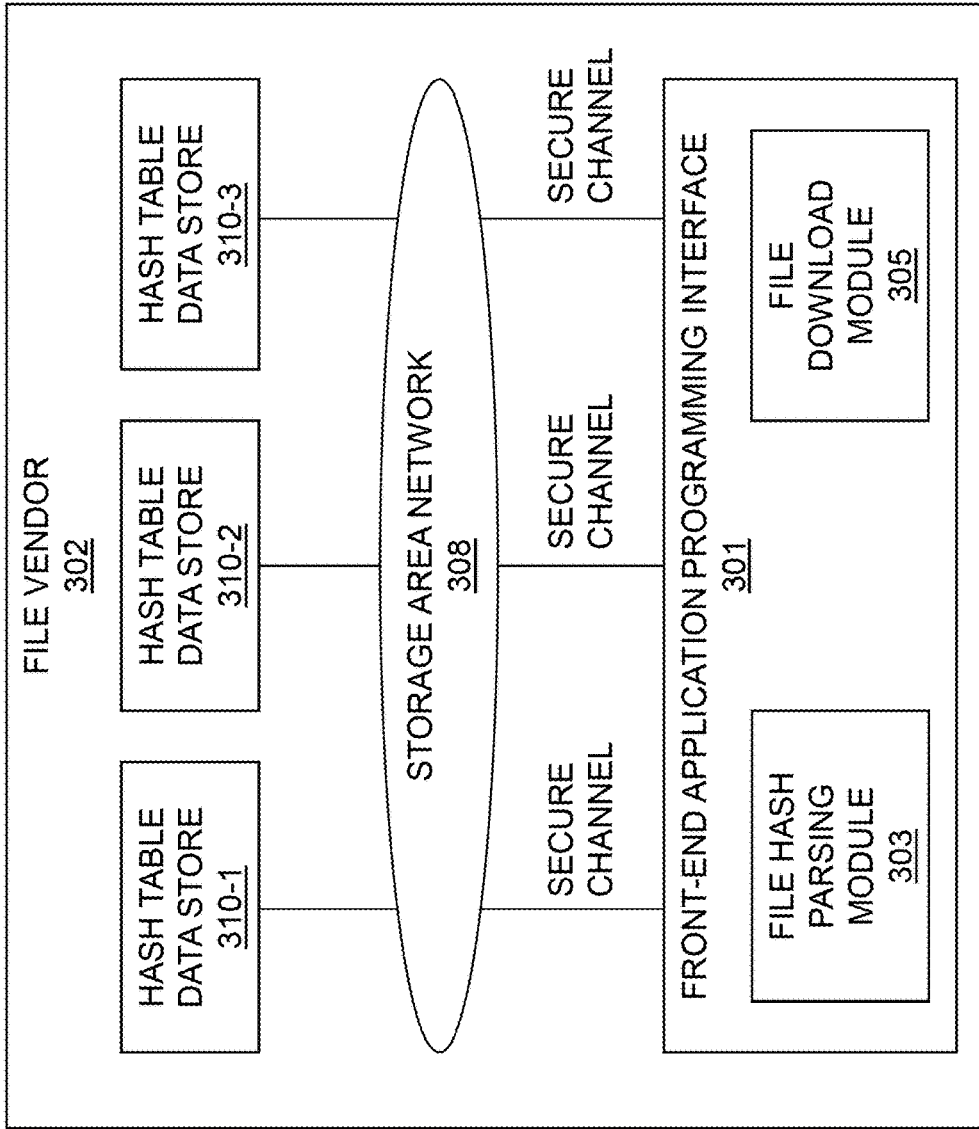 FILE VENDOR
302
HASH TABLE
DATA STORE
310-1
HASH TABLE
DATA STORE
310-2
HASH TABLE
DATA STORE
310-3
STORAGE AREA NETWORK
308
SECURE
CHANNEL
SECURE
CHANNEL
SECURE
CHANNEL
FRONT-END APPLICATION PROGRAMMING INTERFACE
301
FILE HASH
PARSING
MODULE
303
FILE
DOWNLOAD
MODULE
305